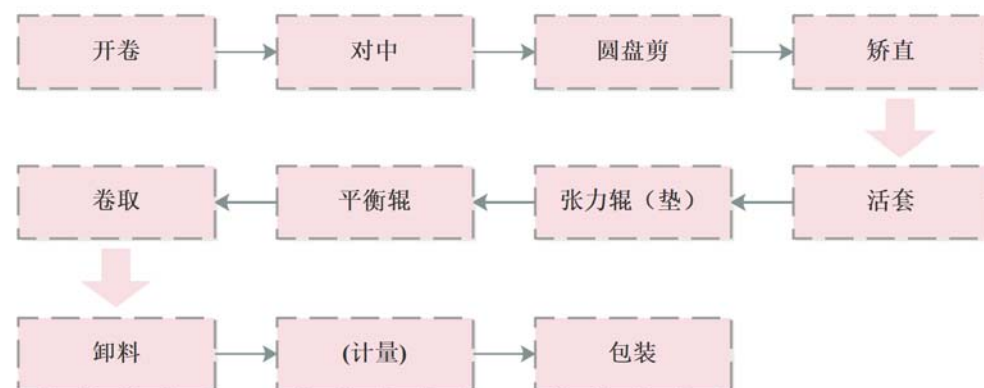 开卷
对中
圆盘剪
矫直
活套
张力辊（垫）
平衡辊
卷取
卸料
(计量)
包装